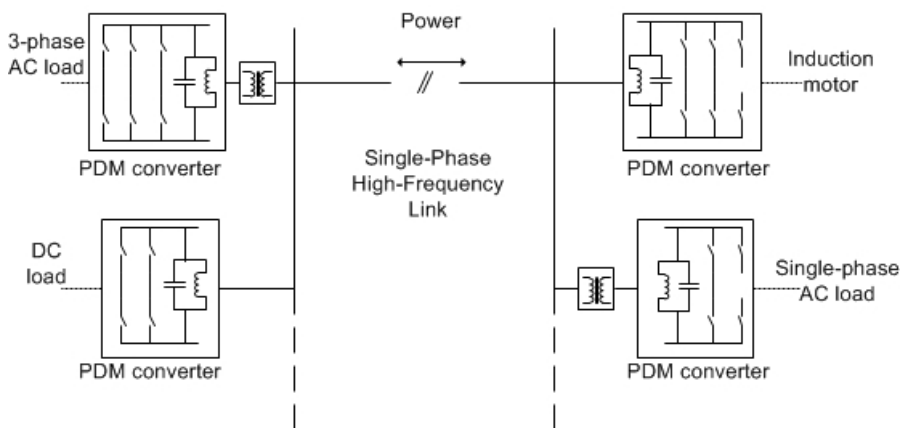 3-phase
AC load
PDM converter
Power
Induction
motor
PDM converter
Single-Phase
High-Frequency
Link
DC
load
PDM converter
Single-phase
AC load
PDM converter